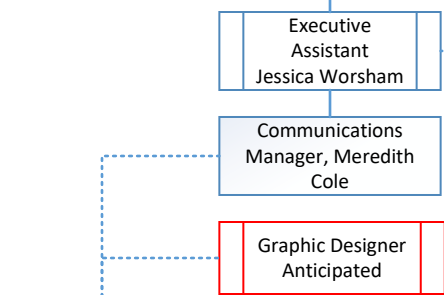 Executive
Assistant
Jessica Worsham
Communications
Manager, Meredith
Cole
Graphic Designer
Anticipated